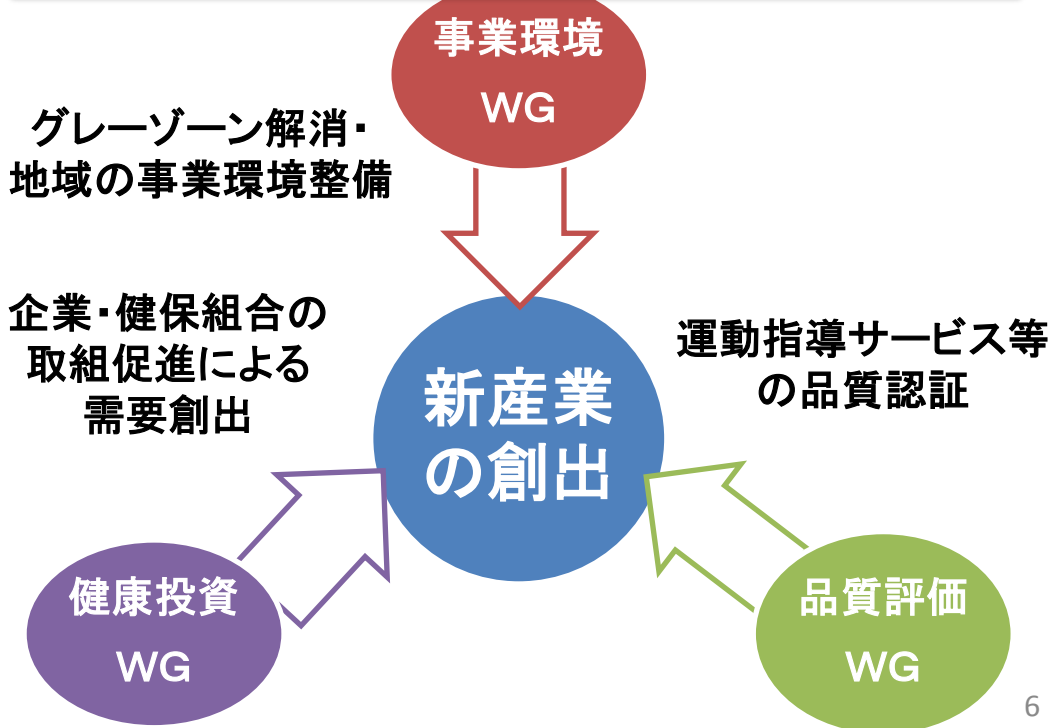 事業環境
WG
グレーゾーン解消・
地域の事業環境整備
企業・健保組合の
取組促進による
需要創出
運動指導サービス等
の品質認証
新産業
の創出
健康投資
WG
品質評価
WG
6